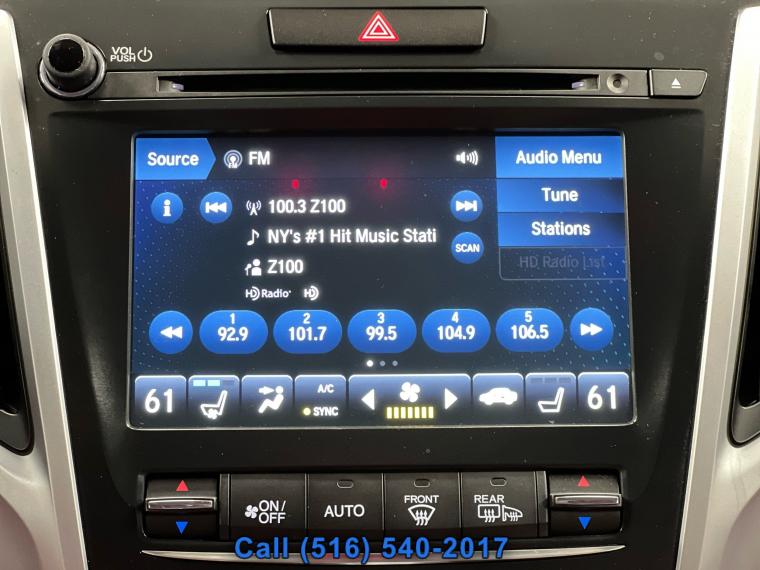 VOL
PUSH
Source FM Audio Menu
100.3 Z100 Tune
NY's #1 Hit Music Stati Stations
SCAN
Z100 HD Radio List
HD Radio HD
1 2 3 4 5
92.9 101.7 99.5 104.9 106.5
61 A/C SYNC 61
ON/OFF AUTO FRONT REAR
Call (516) 540-2017